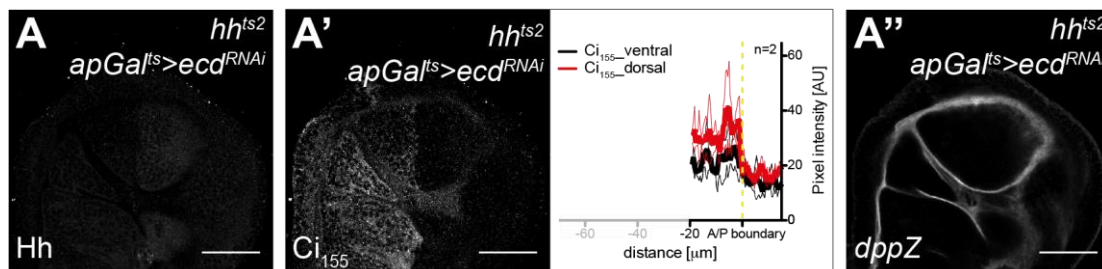 A
hh^ts2
apGal^ts>ecd^RNAi
Hh
A'
hh^ts2
apGal^ts>ecd^RNAi
Ci₁₅₅
Ci₁₅₅_ventral
Ci₁₅₅_dorsal
n=2
60
40
20
0
Pixel intensity [AU]
-60
-40
-20
A/P boundary
distance [μm]
A''
hh^ts2
apGal^ts>ecd^RNAi
dppZ